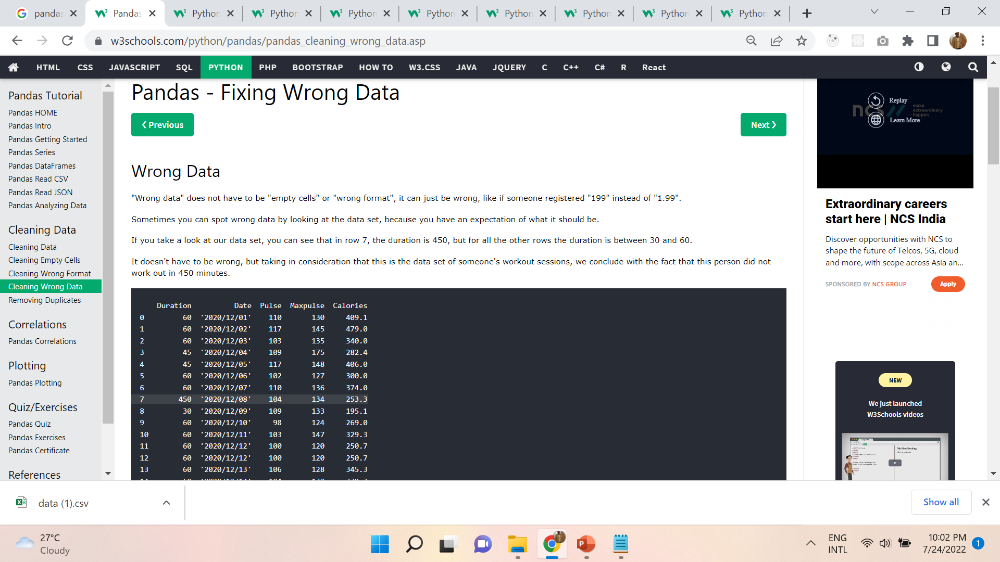 pandas
Pandas
Python
Python
Python
Python
Python
Python
Python
Python
w3schools.com/python/pandas/pandas_cleaning_wrong_data.asp
HTML CSS JAVASCRIPT SQL PYTHON PHP BOOTSTRAP HOW TO W3.CSS JAVA JQUERY C C++ C# R React
Pandas Tutorial
Pandas HOME
Pandas Intro
Pandas Getting Started
Pandas Series
Pandas DataFrames
Pandas Read CSV
Pandas Read JSON
Pandas Analyzing Data
Cleaning Data
Cleaning Data
Cleaning Empty Cells
Cleaning Wrong Format
Cleaning Wrong Data
Removing Duplicates
Correlations
Pandas Correlations
Plotting
Pandas Plotting
Quiz/Exercises
Pandas Quiz
Pandas Exercises
Pandas Certificate
References
Pandas - Fixing Wrong Data
❮ Previous
Next ❯
Wrong Data
"Wrong data" does not have to be "empty cells" or "wrong format", it can just be wrong, like if someone registered "199" instead of "1.99".
Sometimes you can spot wrong data by looking at the data set, because you have an expectation of what it should be.
If you take a look at our data set, you can see that in row 7, the duration is 450, but for all the other rows the duration is between 30 and 60.
It doesn't have to be wrong, but taking in consideration that this is the data set of someone's workout sessions, we conclude with the fact that this person did not
work out in 450 minutes.
Duration Date Pulse Maxpulse Calories
0 60 '2020/12/01' 110 130 409.1
1 60 '2020/12/02' 117 145 479.0
2 60 '2020/12/03' 103 135 340.0
3 45 '2020/12/04' 109 175 282.4
4 45 '2020/12/05' 117 148 406.0
5 60 '2020/12/06' 102 127 300.0
6 60 '2020/12/07' 110 136 374.0
7 450 '2020/12/08' 104 134 253.3
8 30 '2020/12/09' 109 133 195.1
9 60 '2020/12/10' 98 124 269.0
10 60 '2020/12/11' 103 147 329.3
11 60 '2020/12/12' 100 120 250.7
12 60 '2020/12/12' 100 120 250.7
13 60 '2020/12/13' 106 128 345.3
Replay
ncs make
extraordinary
happen
Learn More
Extraordinary careers
start here | NCS India
Discover opportunities with NCS to
shape the future of Telcos, 5G, cloud
and more, with scope across Asia an...
SPONSORED BY NCS GROUP
Apply
NEW
We just launched
W3Schools videos
My First Heading
data (1).csv
Show all
27°C
Cloudy
ENG
INTL
10:02 PM
7/24/2022
1